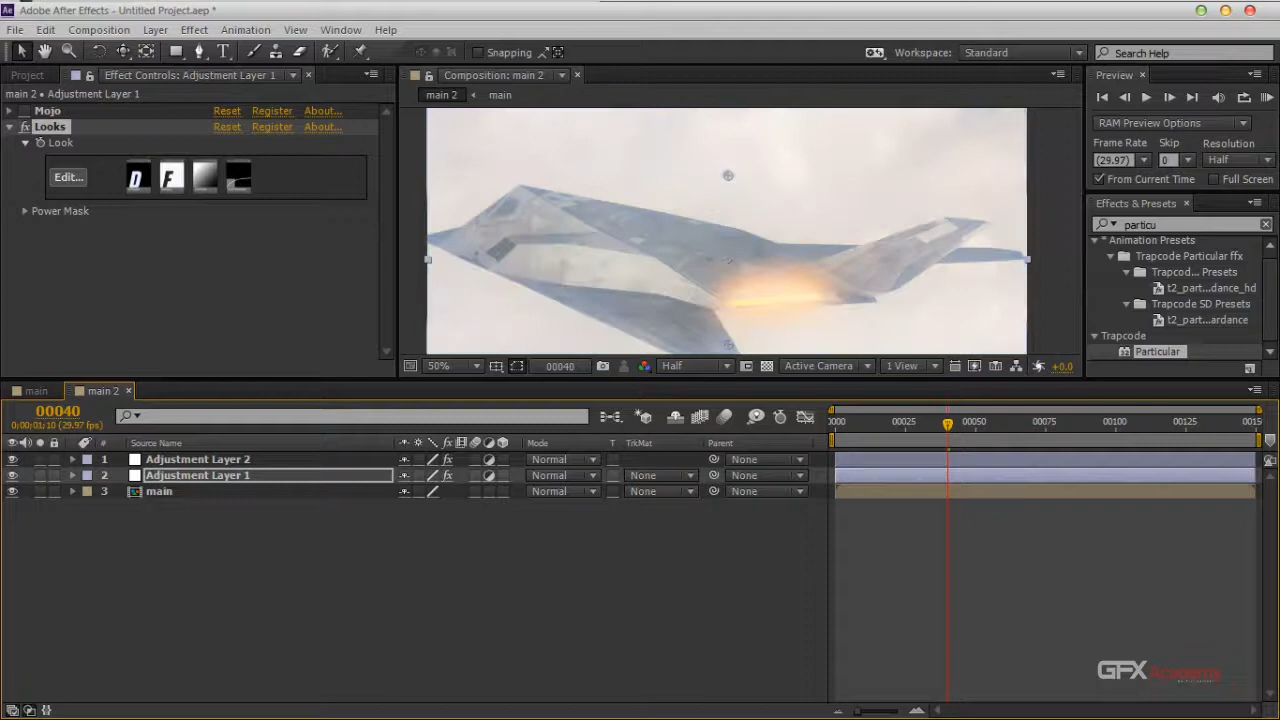 Adobe After Effects - Untitled Project.aep *
File Edit Composition Layer Effect Animation View Window Help
Snapping Workspace: Standard Search Help
Project Effect Controls: Adjustment Layer 1 Composition: main 2 Preview
main 2 • Adjustment Layer 1 main 2 main
Mojo Reset Register About...
Looks Reset Register About...
Look
Edit... D F
Power Mask
RAM Preview Options
Frame Rate Skip Resolution
(29.97) 0 Half
From Current Time Full Screen
Effects & Presets
particu
* Animation Presets
Trapcode Particular ffx
Trapcod... Presets
t2_part...dance_hd
Trapcode SD Presets
t2_part...ardance
Trapcode
Particular
50% 00040 Half Active Camera 1 View +0.0
main main 2
00040
0;00;01;10 (29.97 fps)
0000 00025 00050 00075 00100 00125 0015
# Source Name Mode T TrkMat Parent
1 Adjustment Layer 2 Normal None
2 Adjustment Layer 1 Normal None None
3 main Normal None None
GFX Academy